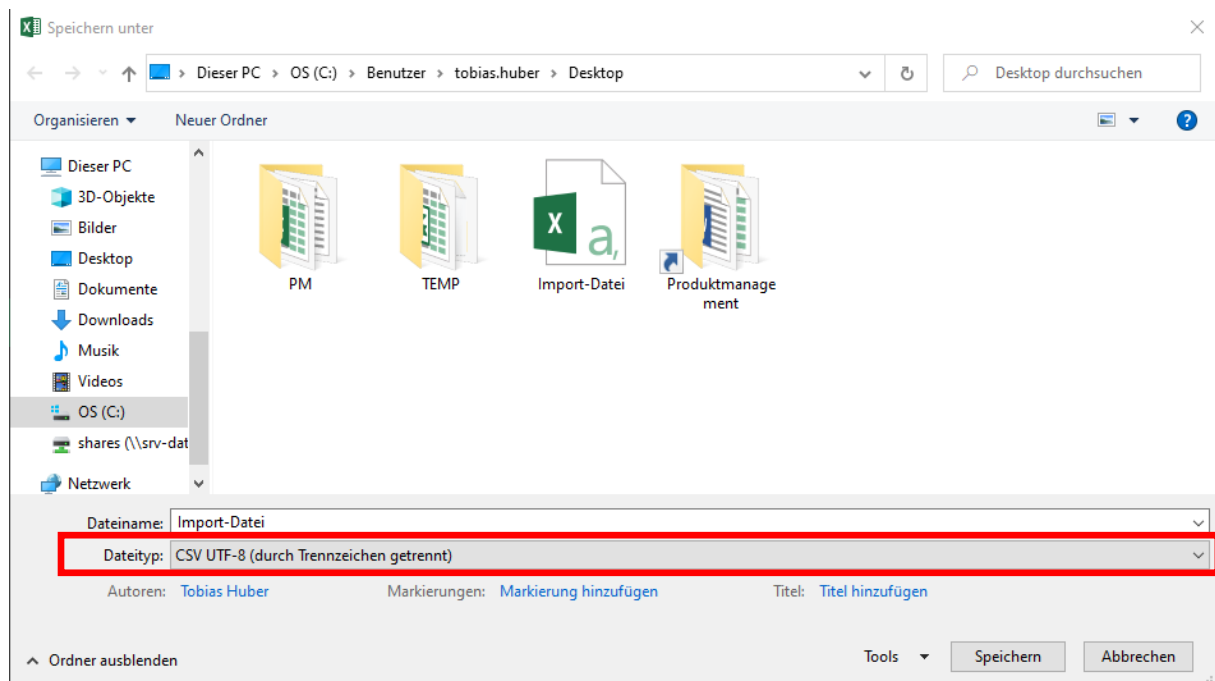 Speichern unter
Dieser PC > OS (C:) > Benutzer > tobias.huber > Desktop
Desktop durchsuchen
Organisieren
Neuer Ordner
Dieser PC
3D-Objekte
Bilder
Desktop
Dokumente
Downloads
Musik
Videos
OS (C:)
shares (\\srv-dat
Netzwerk
PM
TEMP
Import-Datei
Produktmanage
ment
Dateiname: Import-Datei
Dateityp: CSV UTF-8 (durch Trennzeichen getrennt)
Autoren: Tobias Huber Markierungen: Markierung hinzufügen Titel: Titel hinzufügen
Ordner ausblenden
Tools
Speichern
Abbrechen